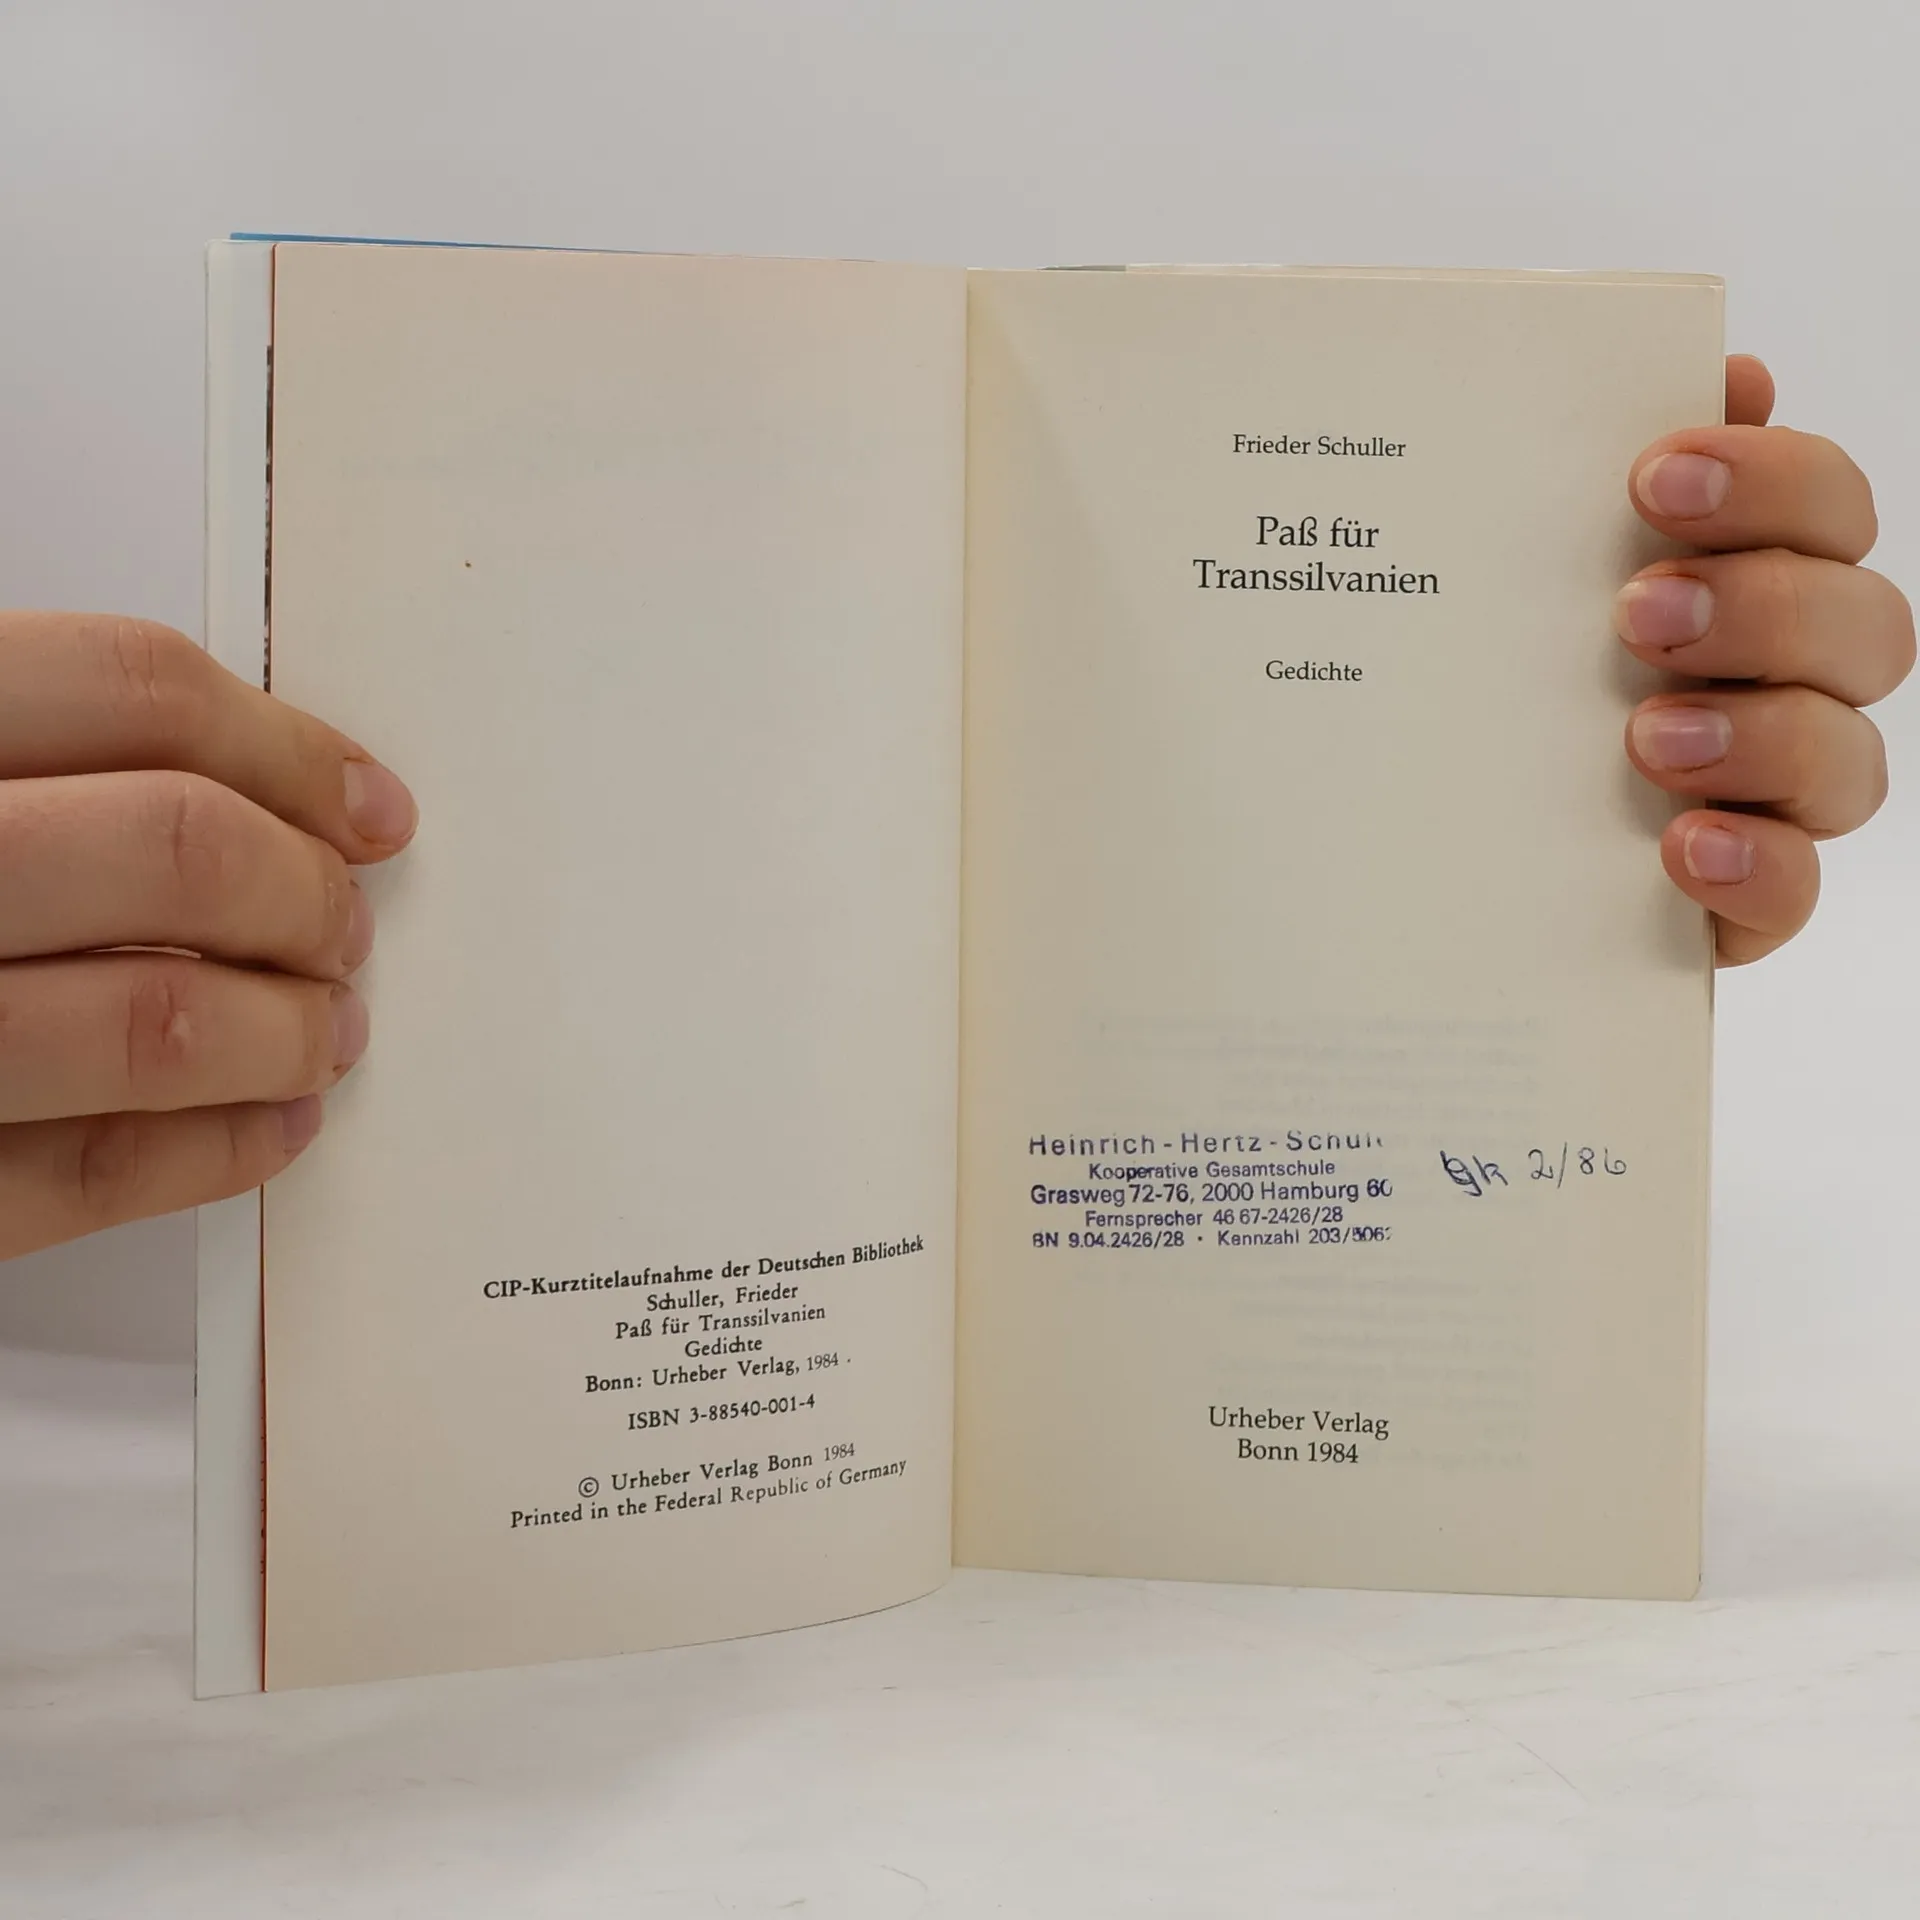 CIP-Kurztitelaufnahme der Deutschen Bibliothek
Schuller, Frieder
Paß für Transsilvanien
Gedichte
Bonn: Urheber Verlag, 1984 .
ISBN 3-88540-001-4
© Urheber Verlag Bonn 1984
Printed in the Federal Republic of Germany
Frieder Schuller
Paß für
Transsilvanien
Gedichte
Heinrich-Hertz-Schul
Kooperative Gesamtschule
Grasweg 72-76, 2000 Hamburg 60
Fernsprecher 46 67-2426/28
BN 9.04.2426/28 · Kennzahl 203/
2/86
Urheber Verlag
Bonn 1984